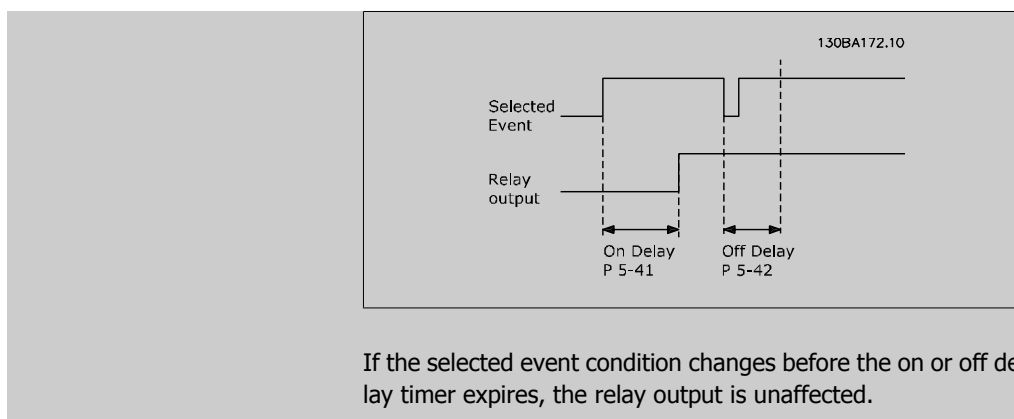 130BA172.10
Selected
Event
Relay
output
On Delay
P 5-41
Off Delay
P 5-42
If the selected event condition changes before the on or off de
lay timer expires, the relay output is unaffected.